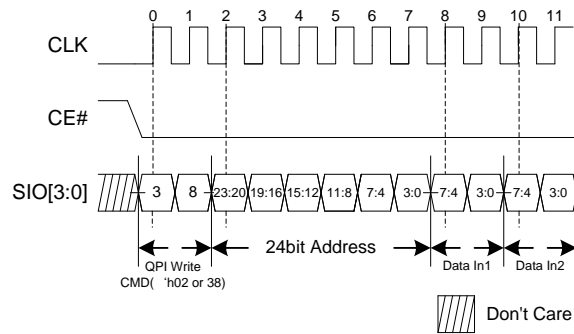 0 1 2 3 4 5 6 7 8 9 10 11
CLK
CE#
SIO[3:0] 3 8 23:20 19:16 15:12 11:8 7:4 3:0 7:4 3:0 7:4 3:0
24bit Address
QPI Write Data In1 Data In2
CMD( 'h02 or 38)
Don't Care